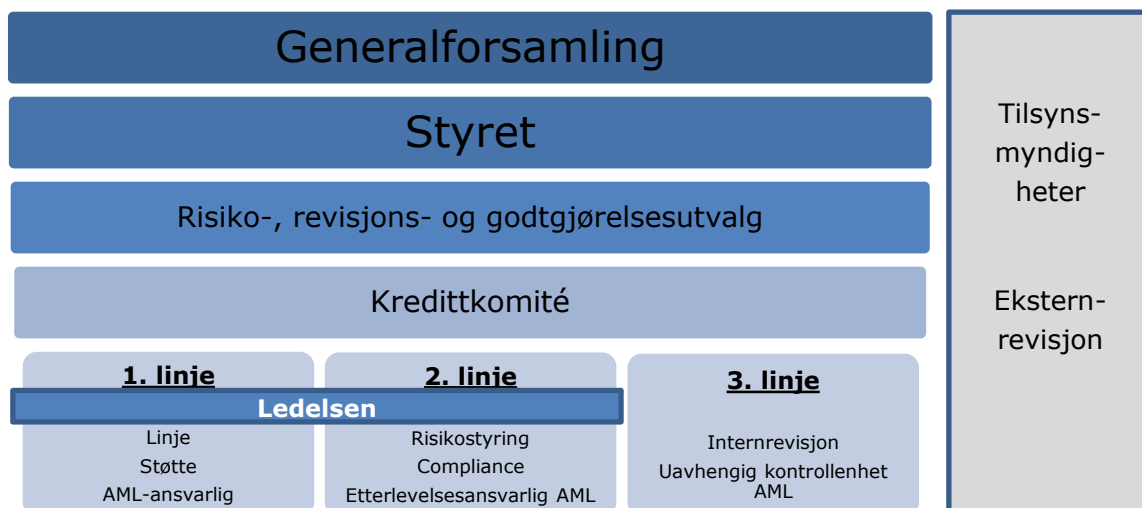 Generalforsamling
Styret
Risiko-, revisjons- og godtgjørelsesutvalg
Kredittkomité
1. linje
2. linje
3. linje
Ledelsen
Linje
Støtte
AML-ansvarlig
Risikostyring
Compliance
Etterlevelsesansvarlig AML
Internrevisjon
Uavhengig kontrollenhet
AML
Tilsyns-
myndig-
heter
Ekstern-
revisjon